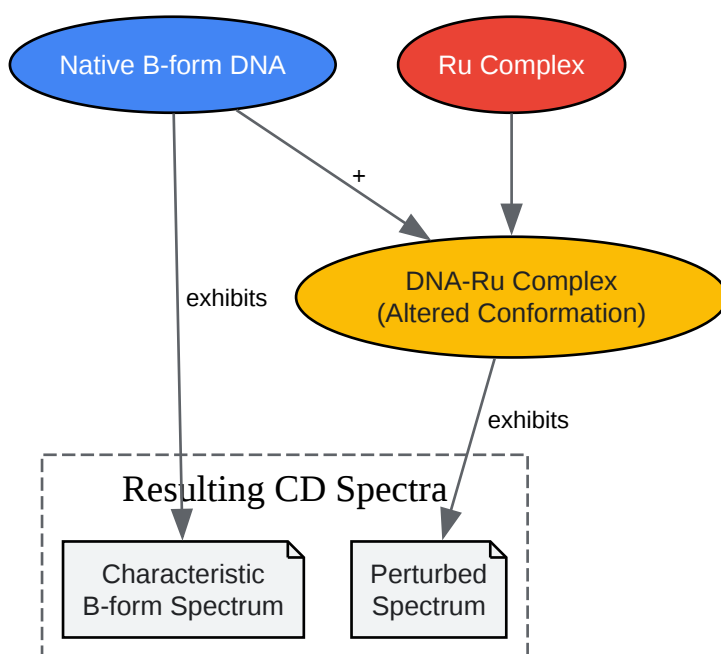 Native B-form DNA
Ru Complex
+
DNA-Ru Complex
(Altered Conformation)
exhibits
exhibits
Resulting CD Spectra
Characteristic
B-form Spectrum
Perturbed
Spectrum